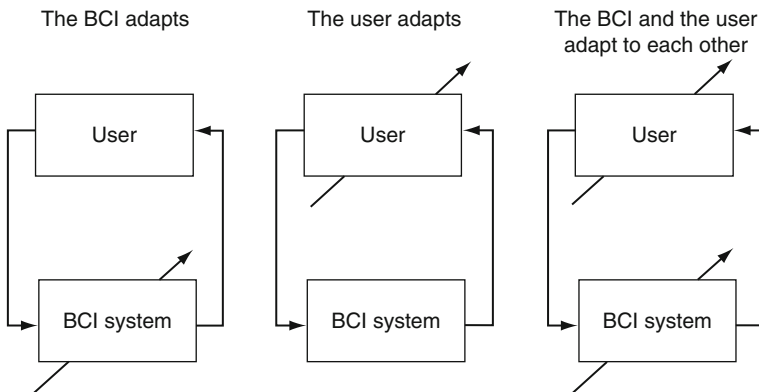 The BCI adapts
The user adapts
The BCI and the user
adapt to each other
User
User
User
BCI system
BCI system
BCI system